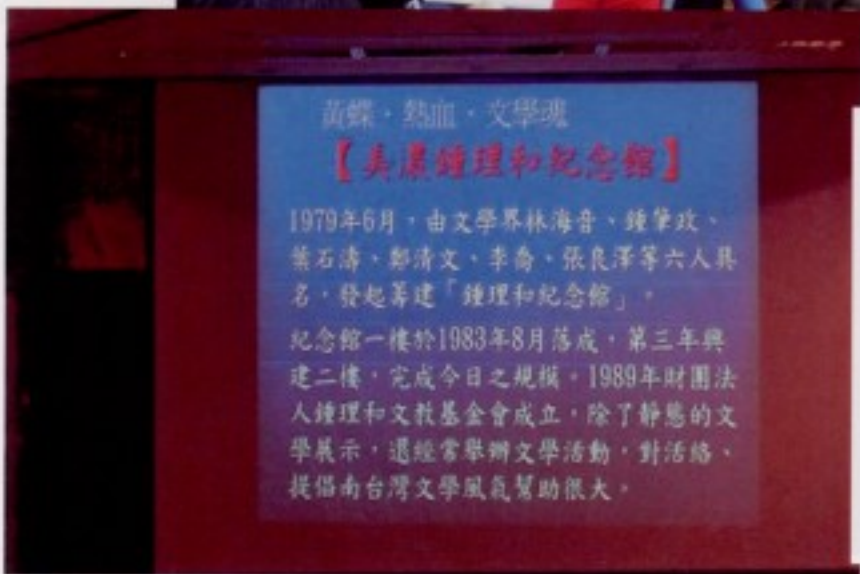 黃蝶・熱血・文學魂
【美濃鍾理和紀念館】
1979年6月，由文學界林海音、鍾肇政、
葉石濤、鄭清文、李喬、張良澤等六人具
名，發起籌建「鍾理和紀念館」。
紀念館一樓於1983年8月落成，第三年興
建二樓，完成今日之規模。1989年財團法
人鍾理和文教基金會成立，除了靜態的文
學展示，還經常舉辦文學活動，對活絡、
提倡南台灣文學風氣幫助很大。